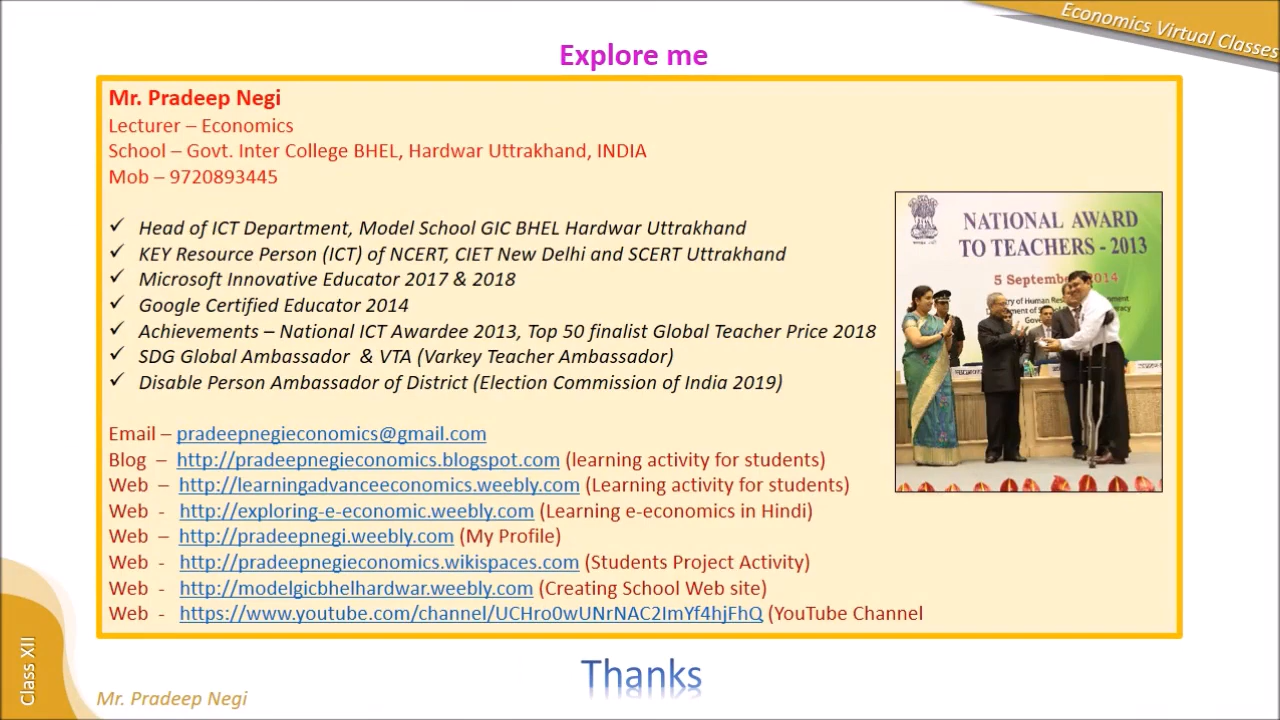 Economics Virtual Classes
Explore me
Mr. Pradeep Negi
Lecturer – Economics
School – Govt. Inter College BHEL, Hardwar Uttrakhand, INDIA
Mob – 9720893445
✓ Head of ICT Department, Model School GIC BHEL Hardwar Uttrakhand
✓ KEY Resource Person (ICT) of NCERT, CIET New Delhi and SCERT Uttrakhand
✓ Microsoft Innovative Educator 2017 & 2018
✓ Google Certified Educator 2014
✓ Achievements – National ICT Awardee 2013, Top 50 finalist Global Teacher Price 2018
✓ SDG Global Ambassador & VTA (Varkey Teacher Ambassador)
✓ Disable Person Ambassador of District (Election Commission of India 2019)
NATIONAL AWARD
TO TEACHERS - 2013
5 September 2014
Email – pradeepnegieconomics@gmail.com
Blog – http://pradeepnegieconomics.blogspot.com (learning activity for students)
Web – http://learningadvanceeconomics.weebly.com (Learning activity for students)
Web - http://exploring-e-economic.weebly.com (Learning e-economics in Hindi)
Web – http://pradeepnegi.weebly.com (My Profile)
Web - http://pradeepnegieconomics.wikispaces.com (Students Project Activity)
Web - http://modelgicbhelhardwar.weebly.com (Creating School Web site)
Web - https://www.youtube.com/channel/UCHro0wUNrNAC2ImYf4hjFhQ (YouTube Channel
Thanks
Class XII
Mr. Pradeep Negi